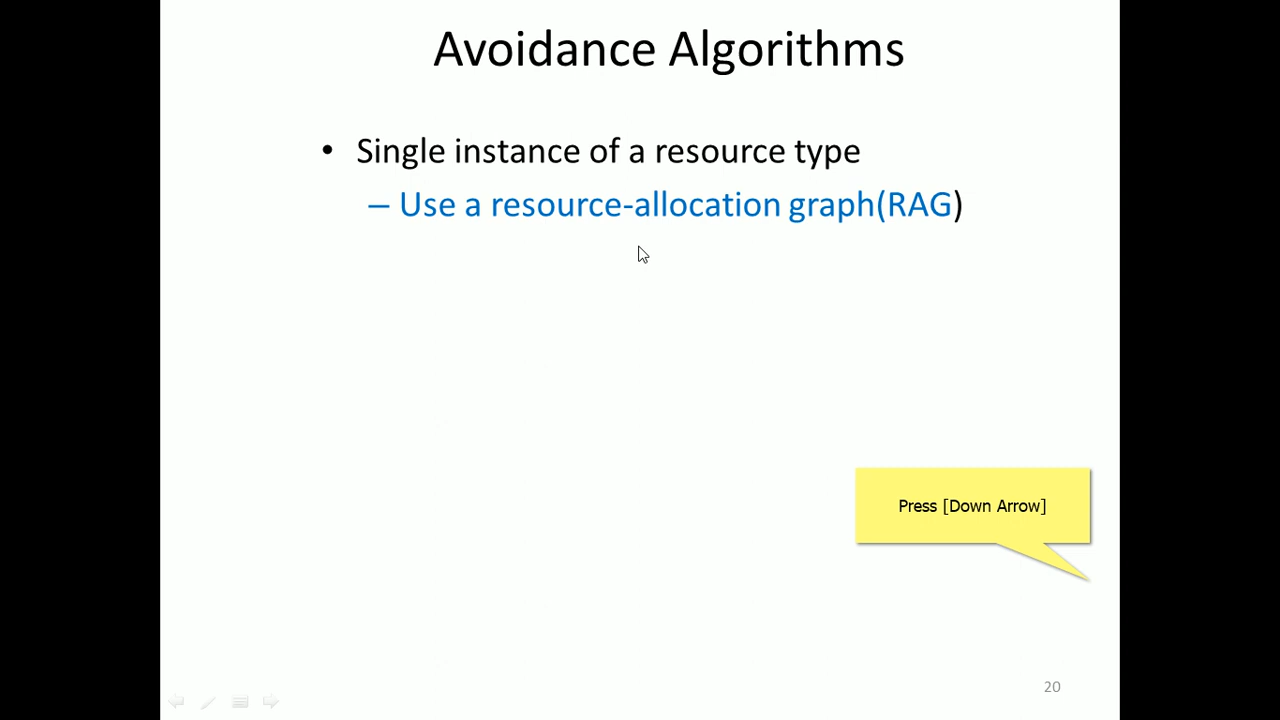 Avoidance Algorithms
• Single instance of a resource type
– Use a resource-allocation graph(RAG)
Press [Down Arrow]
20